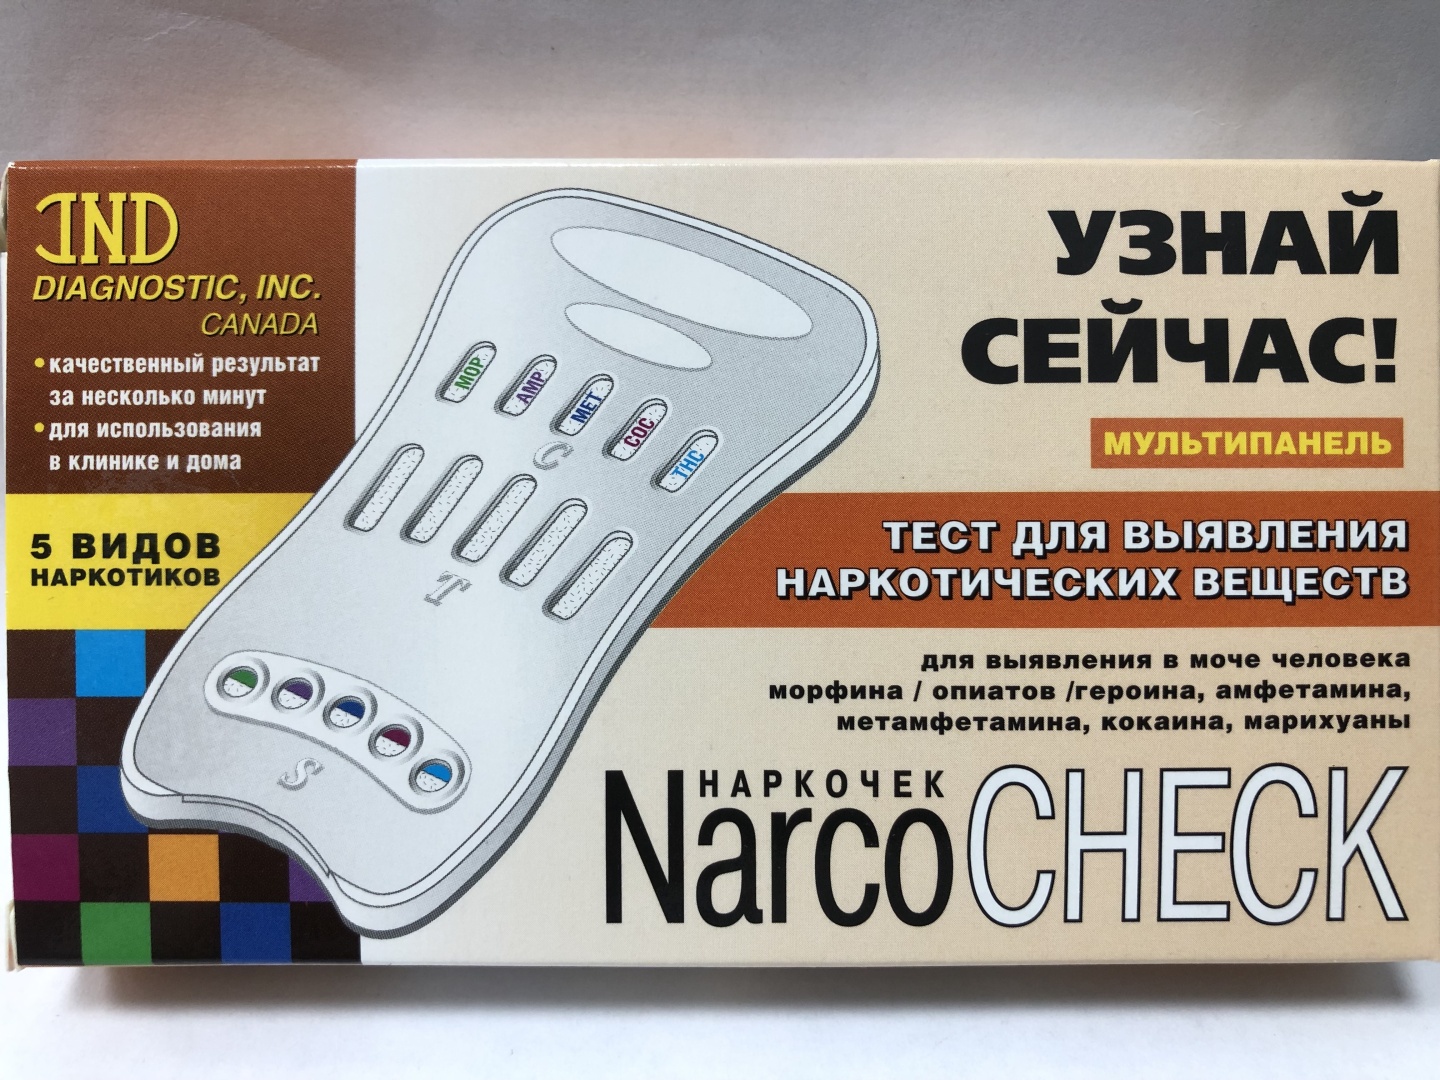 IND
DIAGNOSTIC, INC.
CANADA
•качественный результат
за несколько минут
•для использования
в клинике и дома
5 ВИДОВ
НАРКОТИКОВ
МОР
AMP
MET
COC
THC
C
T
S
УЗНАЙ
СЕЙЧАС!
МУЛЬТИПАНЕЛЬ
ТЕСТ ДЛЯ ВЫЯВЛЕНИЯ
НАРКОТИЧЕСКИХ ВЕЩЕСТВ
для выявления в моче человека
морфина / опиатов /героина, амфетамина,
метамфетамина, кокаина, марихуаны
НАРКОЧЕК
NarcoCHECK